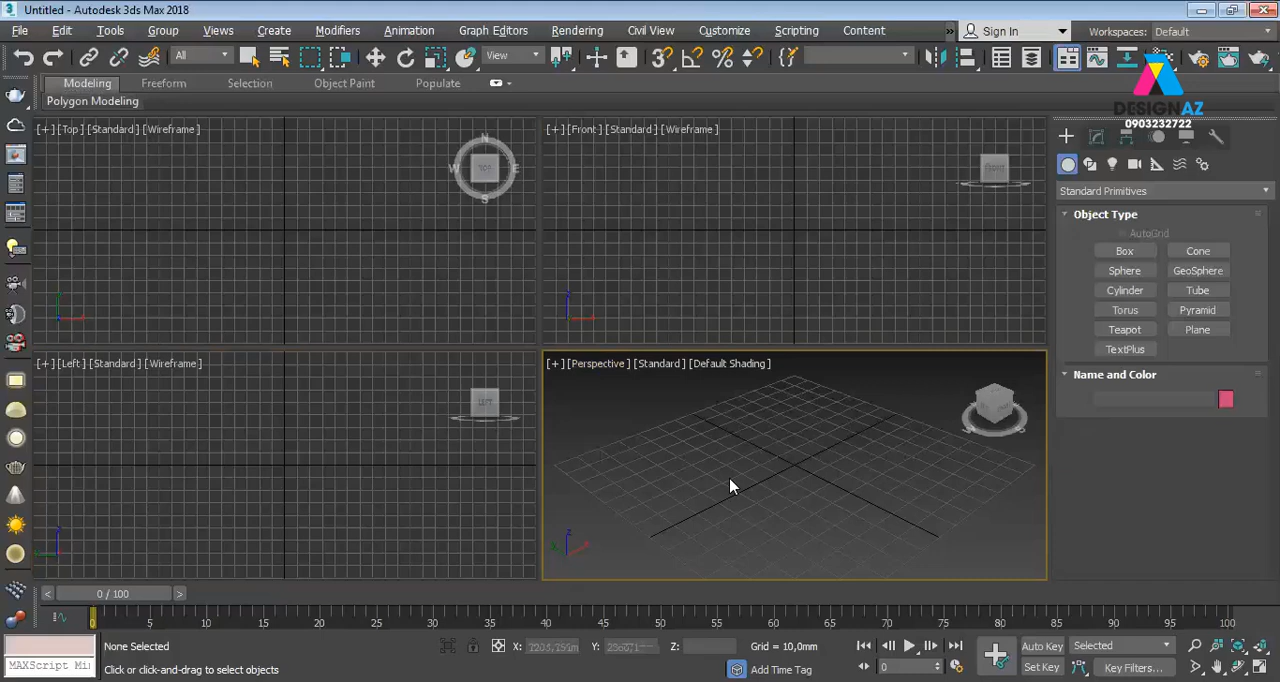 Untitled - Autodesk 3ds Max 2018
File Edit Tools Group Views Create Modifiers Animation Graph Editors Rendering Civil View Customize Scripting Content » Sign In Workspaces: Default
All View
Modeling Freeform Selection Object Paint Populate
Polygon Modeling
DESIGNAZ
0903232722
[+] [Top] [Standard] [Wireframe]
N
W TOP E
S
[+] [Front] [Standard] [Wireframe]
FRONT
Standard Primitives
Object Type
AutoGrid
Box Cone
Sphere GeoSphere
Cylinder Tube
Torus Pyramid
Teapot Plane
TextPlus
Name and Color
[+] [Left] [Standard] [Wireframe]
LEFT
[+] [Perspective] [Standard] [Default Shading]
< 0 / 100 >
0 5 10 15 20 25 30 35 40 45 50 55 60 65 70 75 80 85 90 95 100
None Selected X: Y: Z: Grid = 10,0mm Auto Key Selected
MAXScript Mi Click or click-and-drag to select objects Add Time Tag 0 Set Key Key Filters...